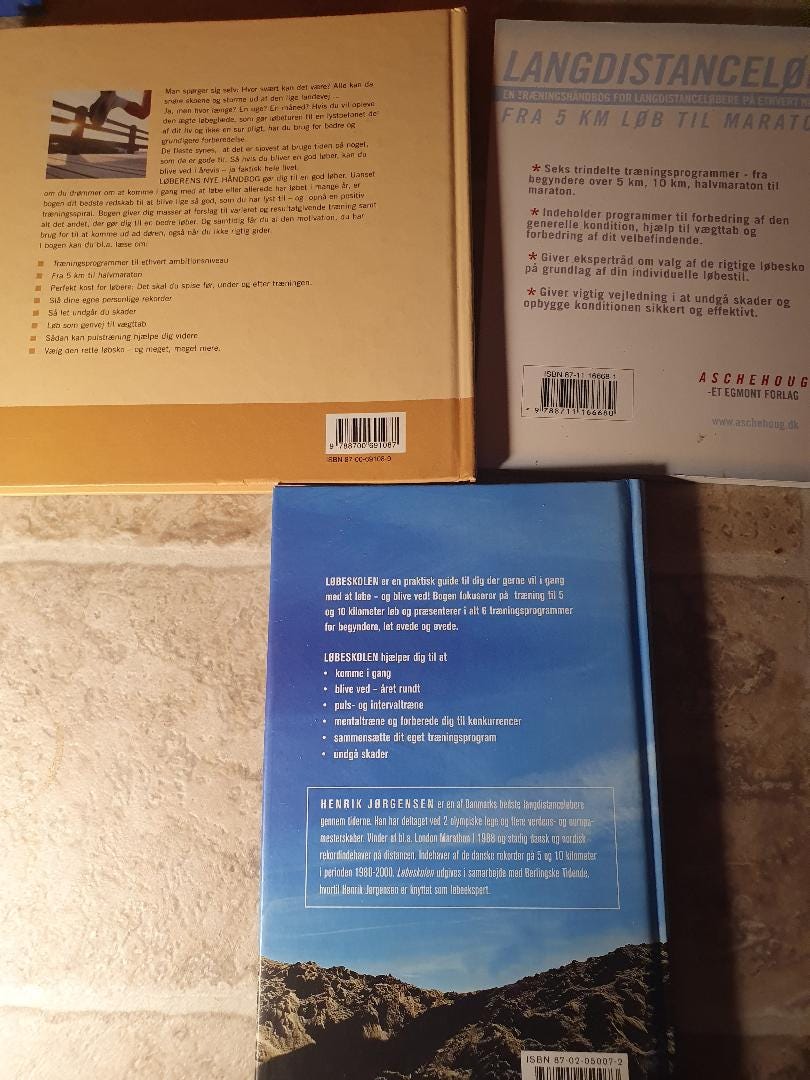 Man spørger sig selv: Hvor svært kan det være? Alle kan da
snøre skoene og storme ud ad den lige landevej ...
Ja, men hvor længe? En uge? En måned? Hvis du vil opleve
den ægte løbeglæde, som gør løbeturen til en lystbetonet del
af dit liv og ikke en sur pligt, har du brug for bedre og
grundigere forberedelse.
De fleste synes, at det er sjovest at bruge tiden på noget,
som de er gode til. Så hvis du bliver en god løber, kan du
blive ved i årevis – ja faktisk hele livet.
LØBERENS NYE HÅNDBOG gør dig til en god løber. Uanset
om du drømmer om at komme i gang med at løbe eller allerede har løbet i mange år, er
bogen dit bedste redskab til at blive lige så god, som du har lyst til – og opnå en positiv
træningsspiral. Bogen giver dig masser af forslag til varieret og resultatgivende træning samt
alt det andet, der gør dig til en bedre løber. Og samtidig får du al den motivation, du har
brug for til at komme ud ad døren, også når du ikke rigtig gider.
I bogen kan du bl.a. læse om:
Træningsprogrammer til ethvert ambitionsniveau
Fra 5 km til halvmaraton
Perfekt kost for løbere: Det skal du spise før, under og efter træningen.
Slå dine egne personlige rekorder
Så let undgår du skader
Løb som genvej til vægttab
Sådan kan pulstræning hjælpe dig videre
Vælg den rette løbsko – og meget, meget mere.
9 788700 691087
ISBN 87-00-69108-9
LANGDISTANCELØ
EN TRÆNINGSHÅNDBOG FOR LANGDISTANCELØBERE PÅ ETHVERT
FRA 5 KM LØB TIL MARATO
* Seks trindelte træningsprogrammer - fra
begyndere over 5 km, 10 km, halvmaraton til
maraton.
* Indeholder programmer til forbedring af den
generelle kondition, hjælp til vægttab og
forbedring af dit velbefindende.
* Giver ekspertråd om valg af de rigtige løbesko
på grundlag af din individuelle løbestil.
* Giver vigtig vejledning i at undgå skader og
opbygge konditionen sikkert og effektivt.
ISBN 87-11-16668-1
9 788711 166680
ASCHEHOUG
-ET EGMONT FORLAG
www.aschehoug.dk
LØBESKOLEN er en praktisk guide til dig der gerne vil i gang
med at løbe – og blive ved! Bogen fokuserer på træning til 5
og 10 kilometer løb og præsenterer i alt 6 træningsprogrammer
for begyndere, let øvede og øvede.
LØBESKOLEN hjælper dig til at
• komme i gang
• blive ved – året rundt
• puls- og intervaltræne
• mentaltræne og forberede dig til konkurrencer
• sammensætte dit eget træningsprogram
• undgå skader
HENRIK JØRGENSEN er en af Danmarks bedste langdistanceløbere
gennem tiderne. Han har deltaget ved 2 olympiske lege og flere verdens- og europa-
mesterskaber. Vinder af bl.a. London Marathon i 1988 og stadig dansk og nordisk
rekordindehaver på distancen. Indehaver af de danske rekorder på 5 og 10 kilometer
i perioden 1980-2000. Løbeskolen udgives i samarbejde med Berlingske Tidende,
hvortil Henrik Jørgensen er knyttet som løbeekspert.
ISBN 87-02-05007-2